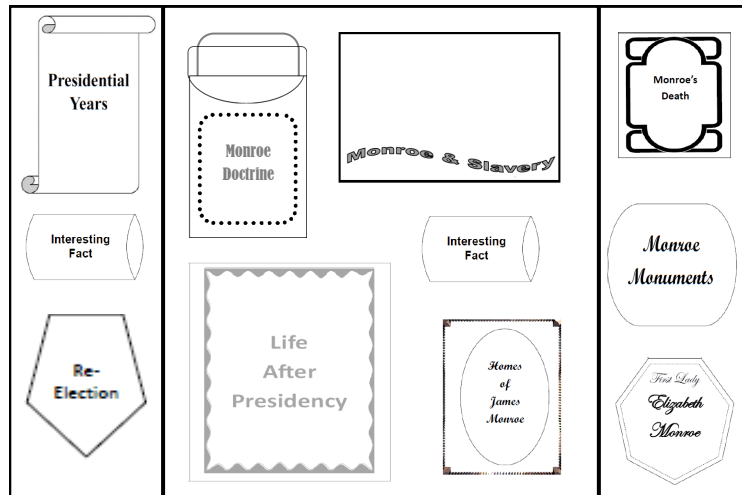 Presidential
Years
Interesting
Fact
Re-
Election
Monroe
Doctrine
Monroe & Slavery
Interesting
Fact
Life
After
Presidency
Homes
of
James
Monroe
Monroe's
Death
Monroe
Monuments
First Lady
Elizabeth
Monroe